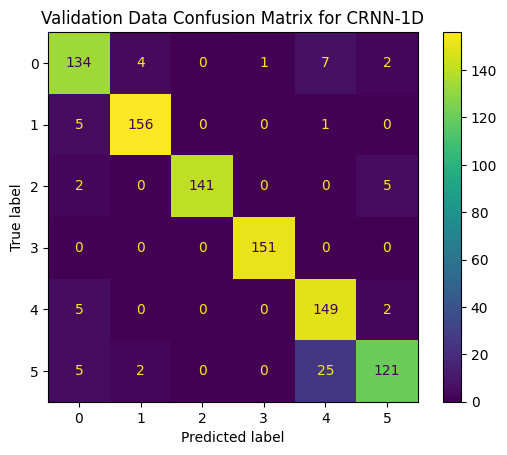 Validation Data Confusion Matrix for CRNN-1D
0 134 4 0 1 7 2
1 5 156 0 0 1 0
2 2 0 141 0 0 5
3 0 0 0 151 0 0
4 5 0 0 0 149 2
5 5 2 0 0 25 121
0 1 2 3 4 5
Predicted label
True label
140
120
100
80
60
40
20
0